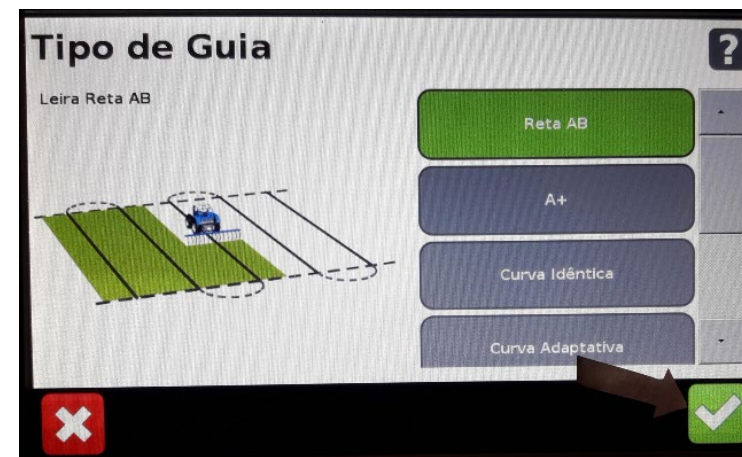 Tipo de Guia
?
Leira Reta AB
Reta AB
A+
Curva Idêntica
Curva Adaptativa